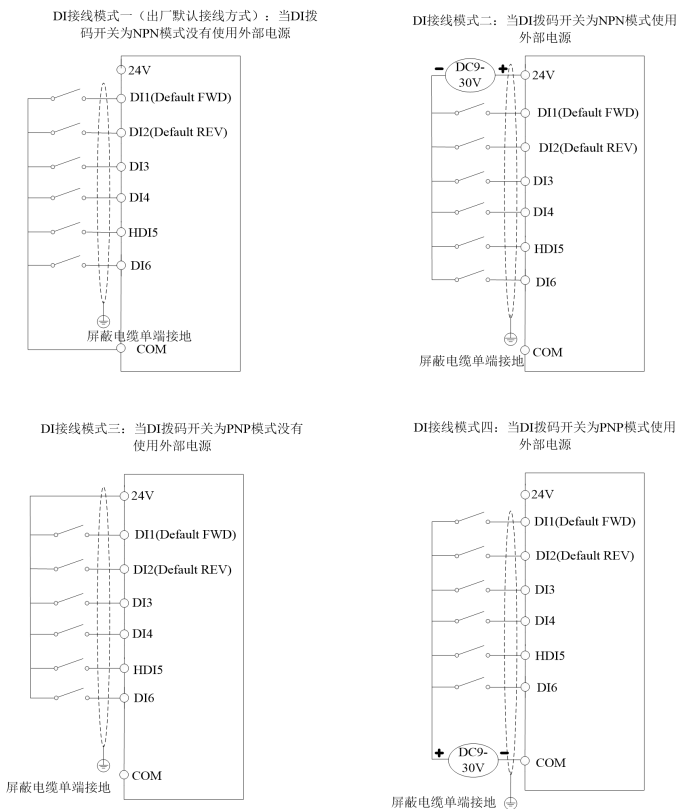 DI接线模式一（出厂默认接线方式）：当DI拨
码开关为NPN模式没有使用外部电源
24V
DI1(Default FWD)
DI2(Default REV)
DI3
DI4
HDI5
DI6
屏蔽电缆单端接地
COM
DI接线模式二：当DI拨码开关为NPN模式使用
外部电源
- DC9- +
30V
24V
DI1(Default FWD)
DI2(Default REV)
DI3
DI4
HDI5
DI6
屏蔽电缆单端接地
COM
DI接线模式三：当DI拨码开关为PNP模式没有
使用外部电源
24V
DI1(Default FWD)
DI2(Default REV)
DI3
DI4
HDI5
DI6
COM
屏蔽电缆单端接地
DI接线模式四：当DI拨码开关为PNP模式使用
外部电源
24V
DI1(Default FWD)
DI2(Default REV)
DI3
DI4
HDI5
DI6
+ DC9- -
30V
COM
屏蔽电缆单端接地